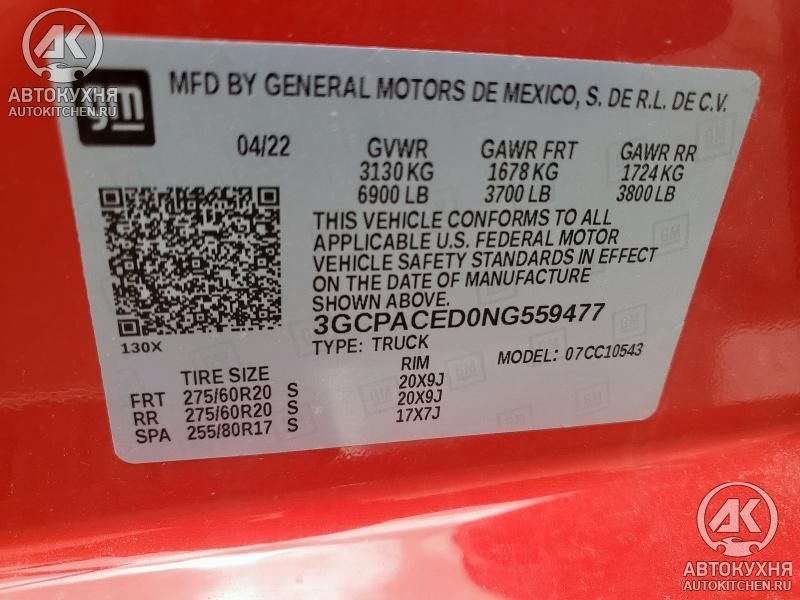 АВТОКУХНЯ
AUTOKITCHEN.RU
gm
MFD BY GENERAL MOTORS DE MEXICO, S. DE R.L. DE C.V.
04/22 GVWR GAWR FRT GAWR RR
3130 KG 1678 KG 1724 KG
6900 LB 3700 LB 3800 LB
THIS VEHICLE CONFORMS TO ALL
APPLICABLE U.S. FEDERAL MOTOR
VEHICLE SAFETY STANDARDS IN EFFECT
ON THE DATE OF MANUFACTURE
SHOWN ABOVE.
3GCPACED0NG559477
130X
TYPE: TRUCK MODEL: 07CC10543
TIRE SIZE RIM
FRT 275/60R20 S 20X9J
RR 275/60R20 S 20X9J
SPA 255/80R17 S 17X7J
АК
АВТОКУХНЯ
AUTOKITCHEN.RU